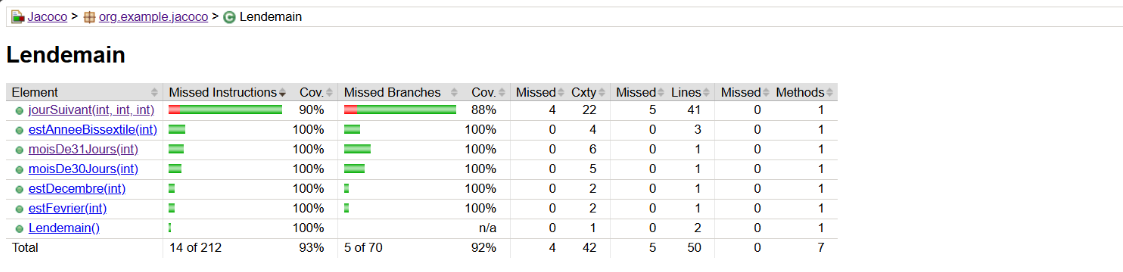 Jacoco > org.example.jacoco > Lendemain
Lendemain
Element Missed Instructions Cov. Missed Branches Cov. Missed Cxty Missed Lines Missed Methods
jourSuivant(int, int, int) 90% 88% 4 22 5 41 0 1
estAnneeBissextile(int) 100% 100% 0 4 0 3 0 1
moisDe31Jours(int) 100% 100% 0 6 0 1 0 1
moisDe30Jours(int) 100% 100% 0 5 0 1 0 1
estDecembre(int) 100% 100% 0 2 0 1 0 1
estFevrier(int) 100% 100% 0 2 0 1 0 1
Lendemain() 100% n/a 0 1 0 2 0 1
Total 14 of 212 93% 5 of 70 92% 4 42 5 50 0 7